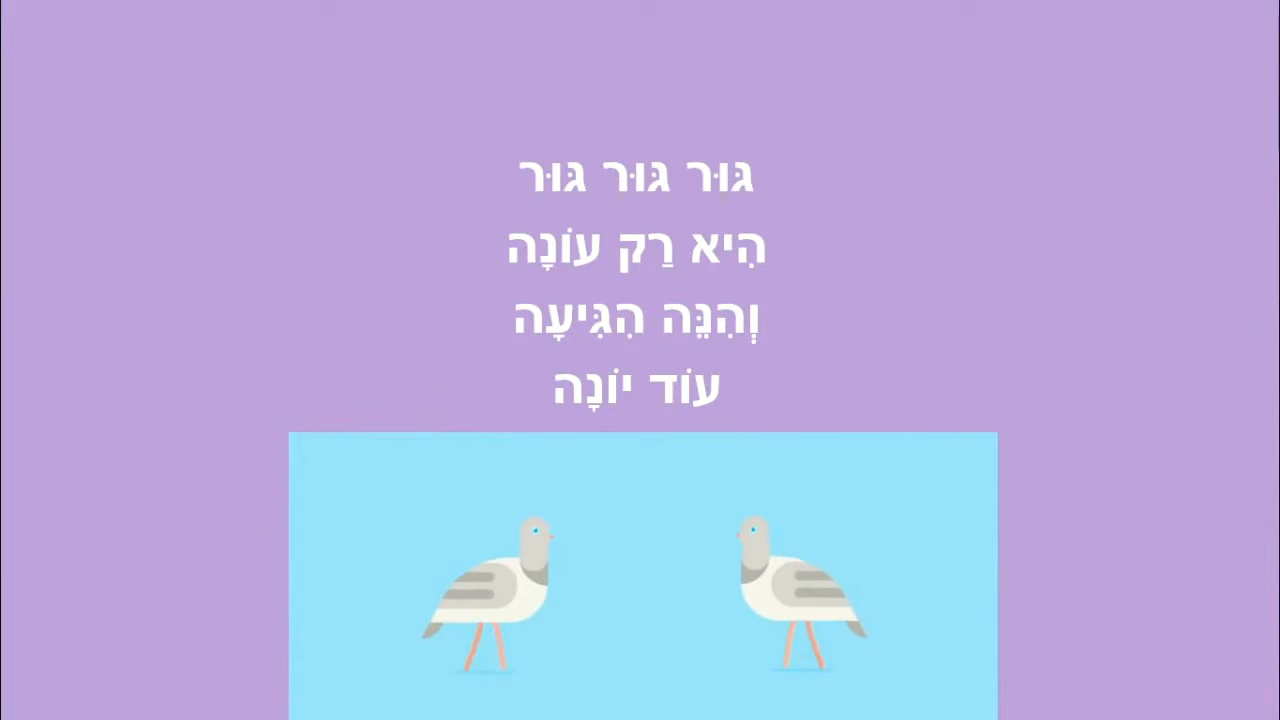 גּוּר גּוּר גּוּר
הִיא רַק עוֹנָה
וְהִנֵּה הִגִּיעָה
עוֹד יוֹנָה